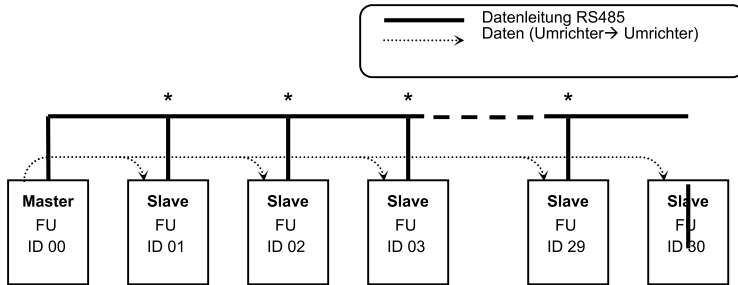 Datenleitung RS485
Daten (Umrichter→ Umrichter)
* * * *
Master Slave Slave Slave Slave Slave
FU FU FU FU FU FU
ID 00 ID 01 ID 02 ID 03 ID 29 ID 30